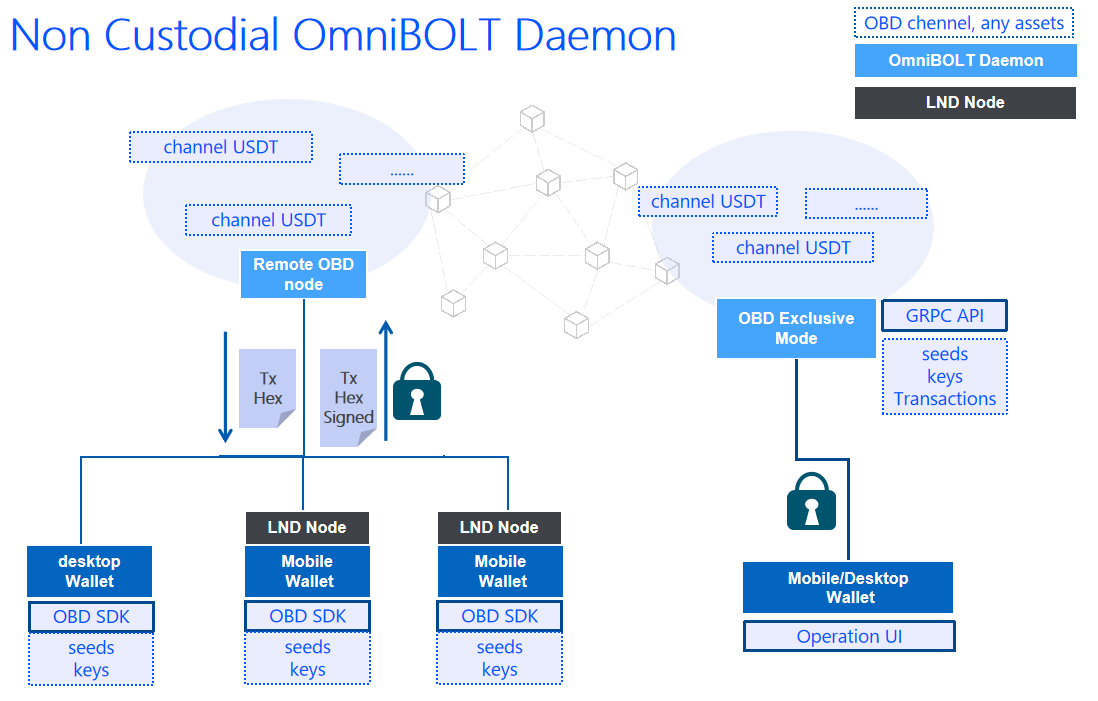 Non Custodial OmniBOLT Daemon
OBD chennel, any assets
OmniBOLT Daemon
LND Node
channel USDT
......
channel USDT
Remote OBD
node
channel USDT
......
channel USDT
OBD Exclusive
Mode
GRPC API
seeds
keys
Transactions
Tx
Hex
Tx
Hex
Signed
desktop
Wallet
OBD SDK
seeds
keys
LND Node
Mobile
Wallet
OBD SDK
seeds
keys
LND Node
Mobile
Wallet
OBD SDK
seeds
keys
Mobile/Desktop
Wallet
Operation UI